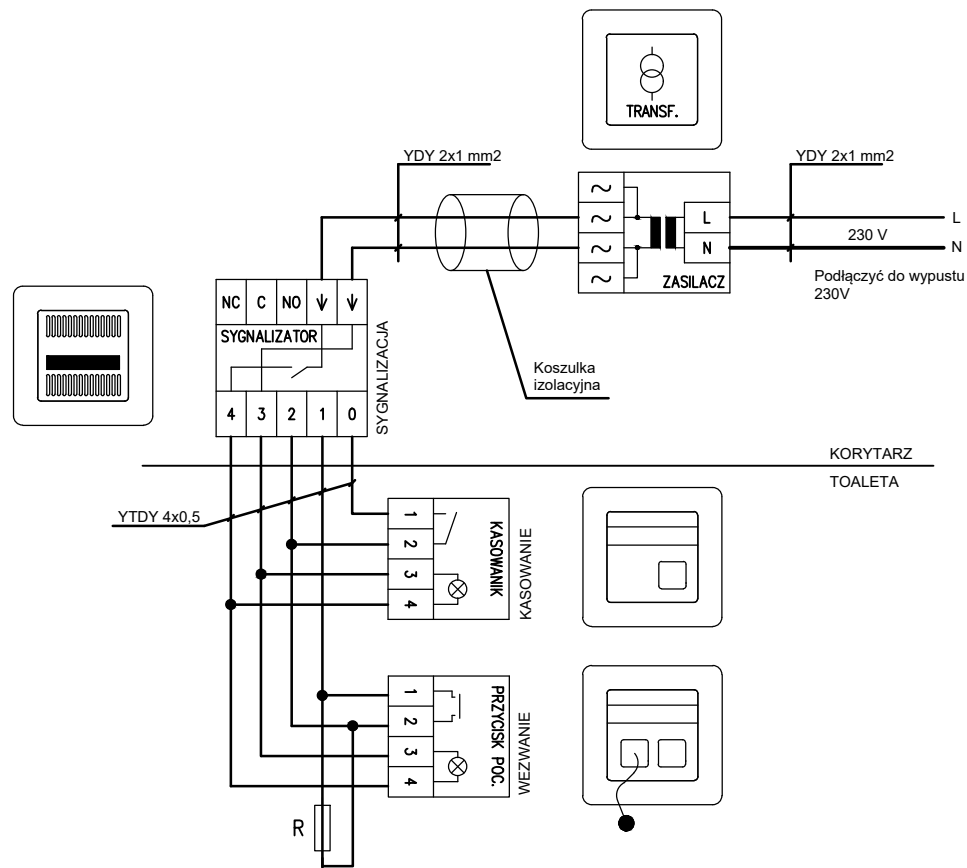 TRANSF.
YDY 2x1 mm2
YDY 2x1 mm2
~
~
~
~
L
N
ZASILACZ
L
230 V
N
Podłączyć do wypustu
230V
NC C NO ↓ ↓
SYGNALIZATOR
4 3 2 1 0
SYGNALIZACJA
Koszulka
izolacyjna
KORYTARZ
TOALETA
YTDY 4x0,5
1
2
3
4
KASOWNIK
KASOWANIE
1
2
3
4
PRZYCISK POC.
WEZWANIE
R